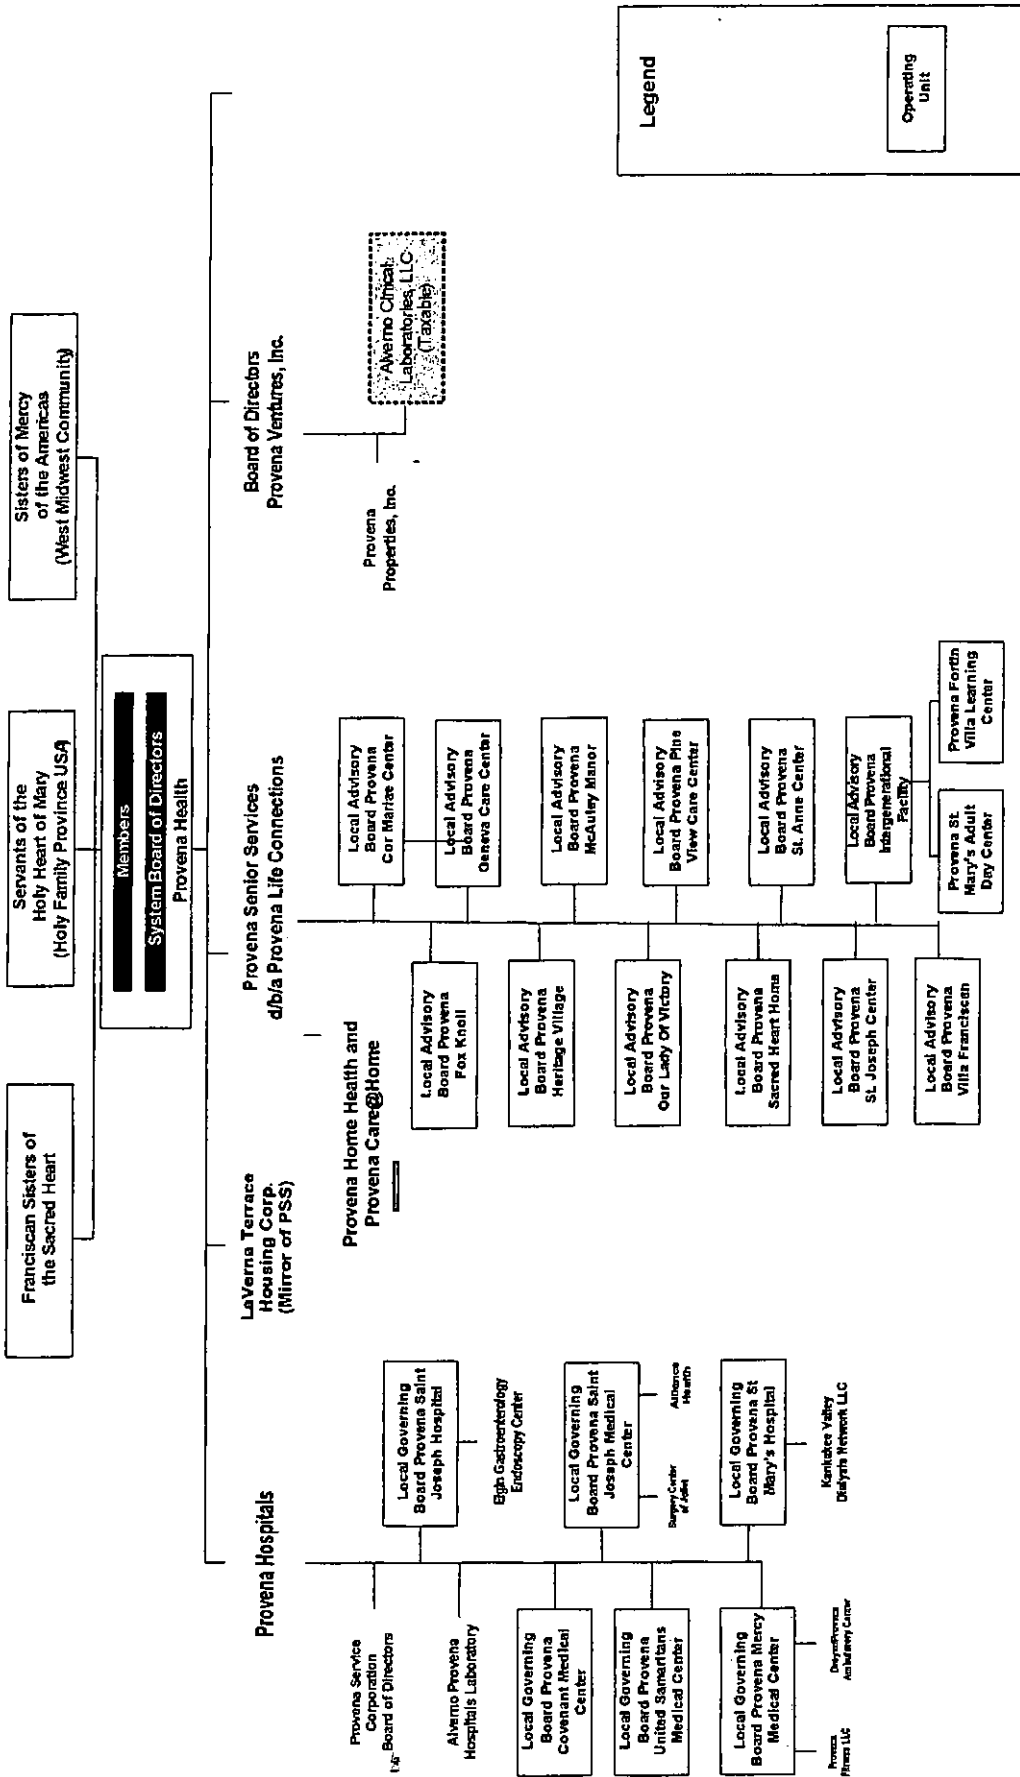 Franciscan Sisters of
the Sacred Heart
Servants of the
Holy Heart of Mary
(Holy Family Province USA)
Sisters of Mercy
of the Americas
(West Midwest Community)
Members
System Board of Directors
Provena Health
Provena Hospitals
LaVerna Terrace
Housing Corp.
(Mirror of PSS)
Provena Senior Services
d/b/a Provena Life Connections
Board of Directors
Provena Ventures, Inc.
Provena Service
Corporation
Board of Directors
Alverno Provena
Hospitals Laboratory
Local Governing
Board Provena
Covenant Medical
Center
Local Governing
Board Provena
United Samaritans
Medical Center
Local Governing
Board Provena Mercy
Medical Center
Provena
Fitness LLC
Ambulatory Center
Local Governing
Board Provena Saint
Joseph Hospital
Elgin Gastroenterology
Endoscopy Center
Local Governing
Board Provena Saint
Joseph Medical
Center
Surgery Center
of Joliet
Health
Local Governing
Board Provena St
Mary's Hospital
Kankakee Valley
Dialysis Network LLC
Provena Home Health and
Provena Care@Home
Local Advisory
Board Provena
Fox Knoll
Local Advisory
Board Provena
Heritage Village
Local Advisory
Board Provena
Our Lady Of Victory
Local Advisory
Board Provena
Sacred Heart Home
Local Advisory
Board Provena
St. Joseph Center
Local Advisory
Board Provena
Villa Franciscan
Local Advisory
Board Provena
Cor Mariae Center
Local Advisory
Board Provena
Geneva Care Center
Local Advisory
Board Provena
McAuley Manor
Local Advisory
Board Provena Pine
View Care Center
Local Advisory
Board Provena
St. Anne Center
Local Advisory
Board Provena
Intergenerational
Facility
Provena St.
Mary's Adult
Day Center
Provena Fortin
Villa Learning
Center
Provena
Properties, Inc.
Alverno Clinical
Laboratories, LLC
(Taxable)
Legend
Operating
Unit